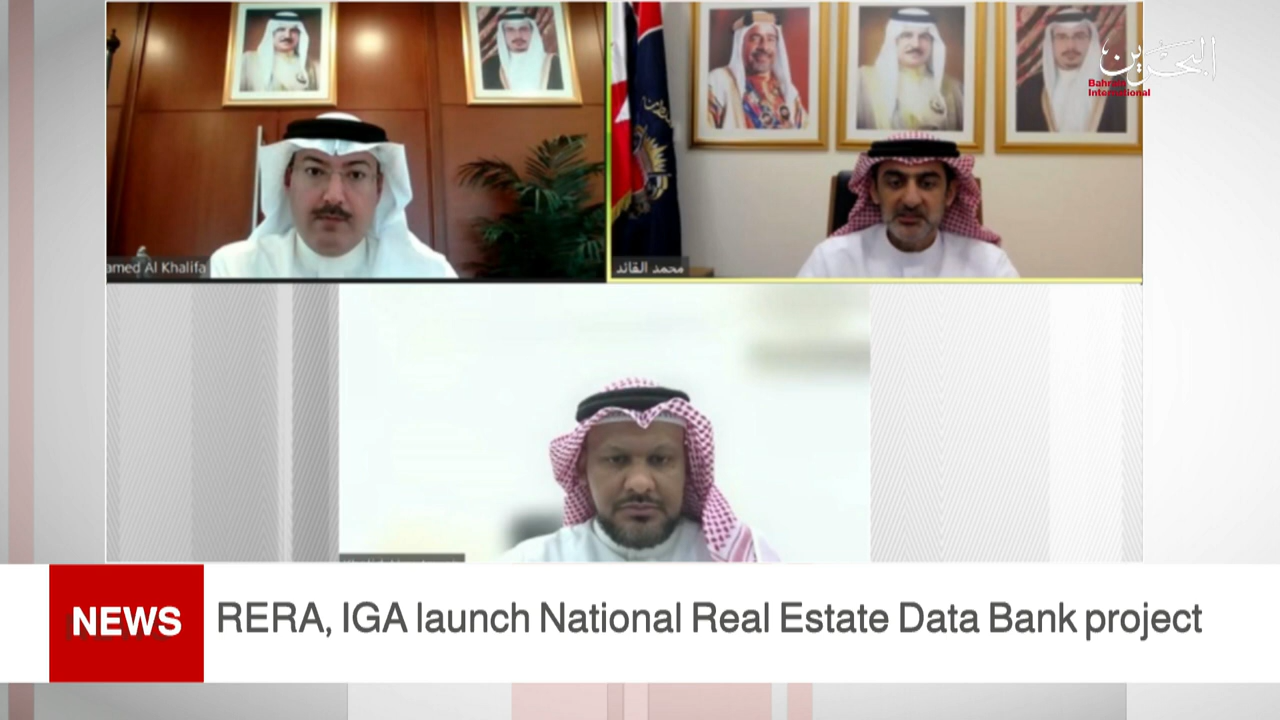 البحرين
Bahrain
International
amed Al Khalifa
محمد القائد
NEWS
RERA, IGA launch National Real Estate Data Bank project